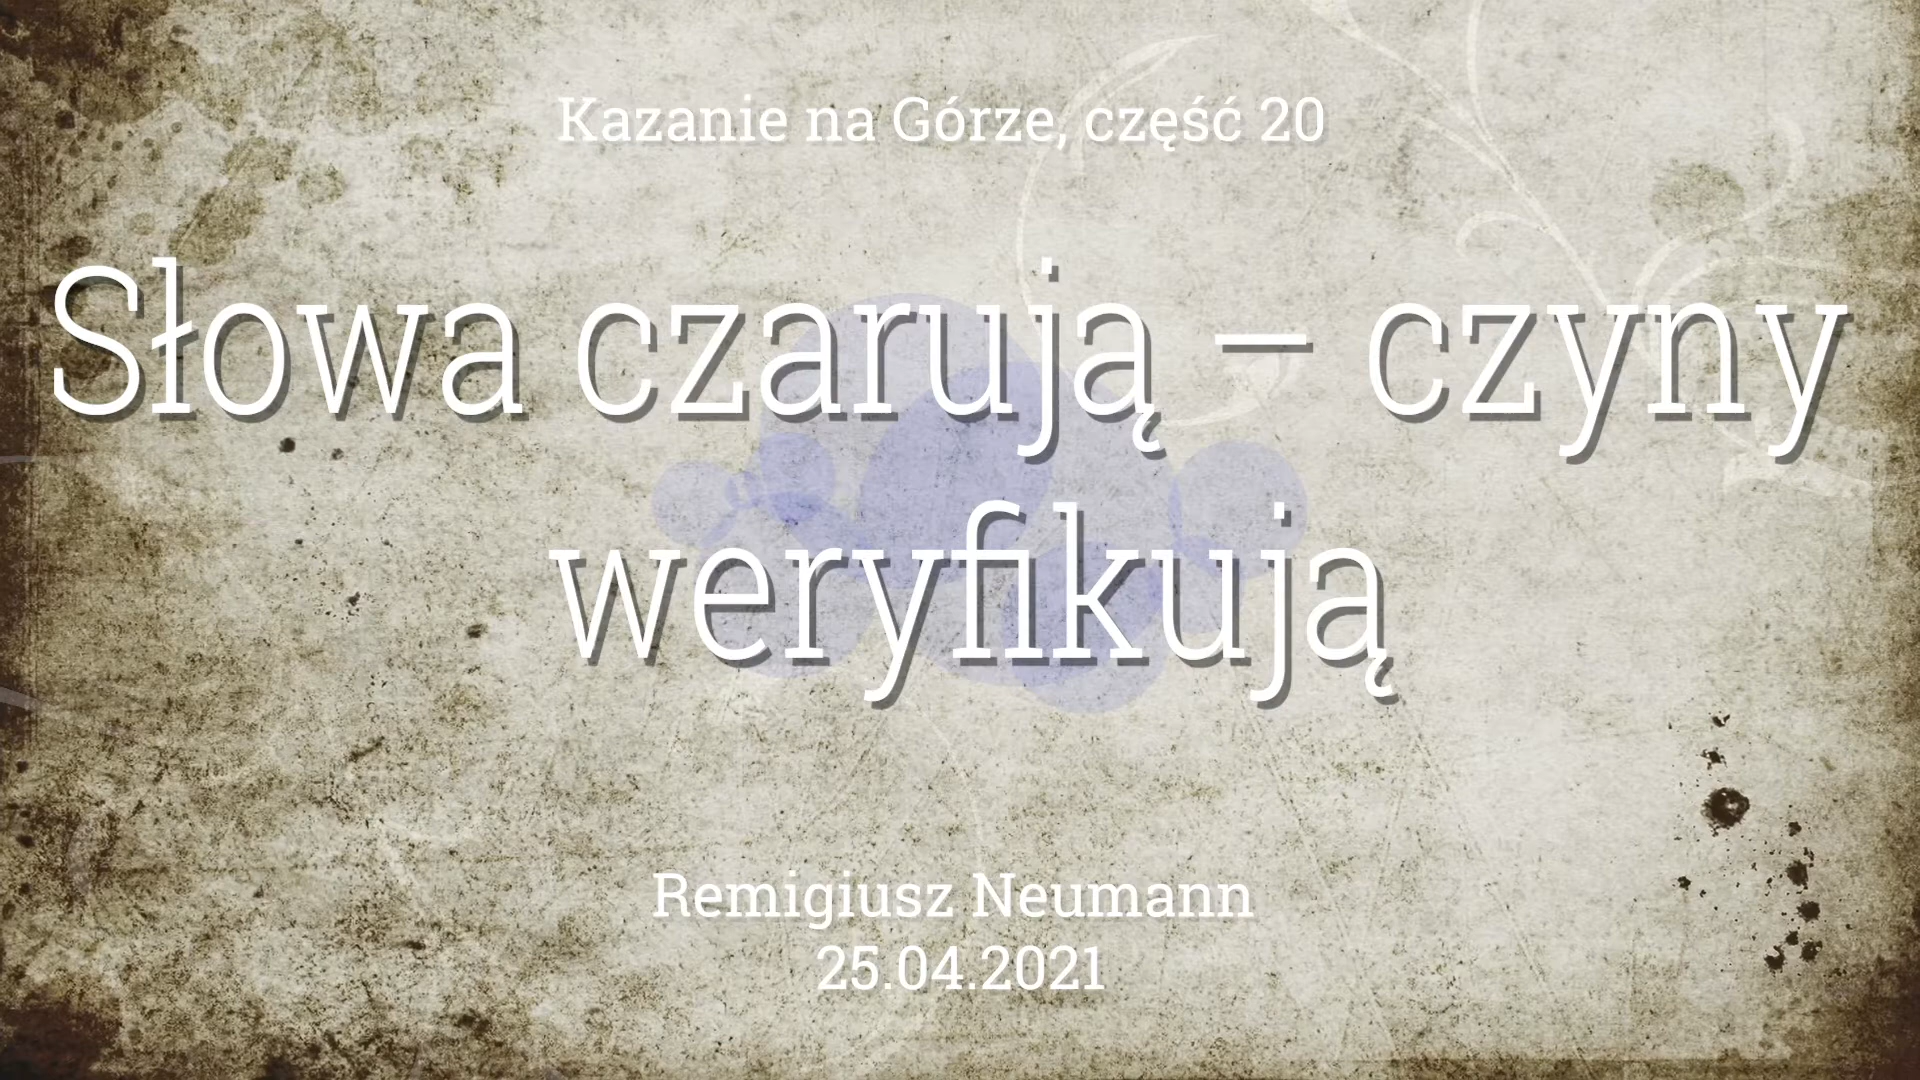 Kazanie na Górze, część 20
Słowa czarują – czyny
weryfikują
Remigiusz Neumann
25.04.2021